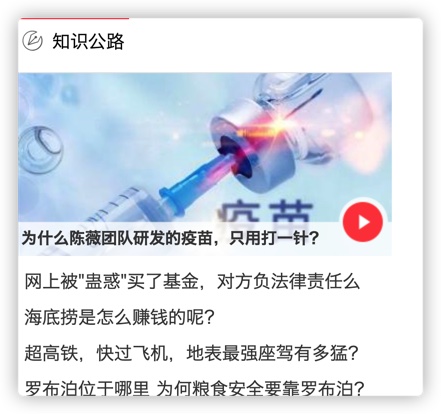 知识公路
疫苗
为什么陈薇团队研发的疫苗，只用打一针？
网上被"蛊惑"买了基金，对方负法律责任么
海底捞是怎么赚钱的呢？
超高铁，快过飞机，地表最强座驾有多猛？
罗布泊位于哪里 为何粮食安全要靠罗布泊？